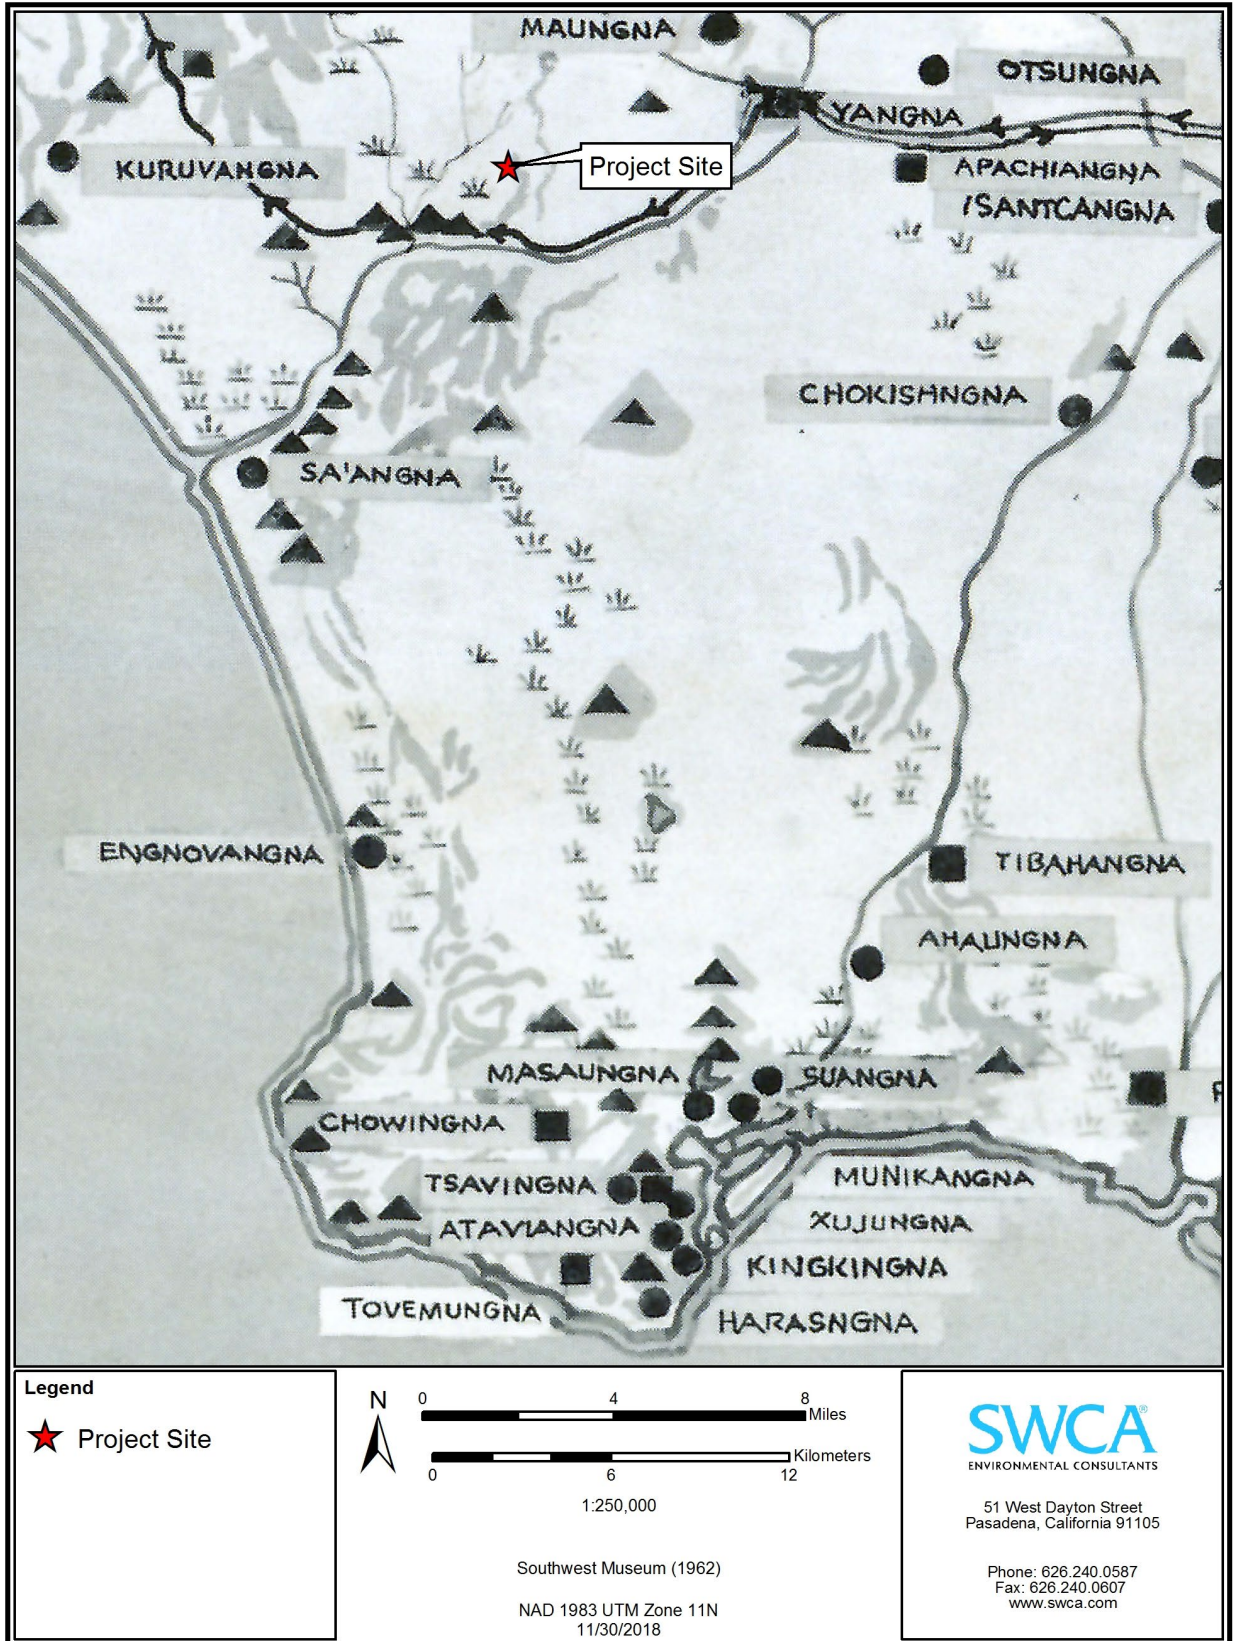 MAUNGNA
OTSUNGNA
YANGNA
Project Site
KURUVANGNA
APACHIANGNA
ISANTCANGNA
CHOKISHNGNA
SA'ANGNA
ENGNOVANGNA
TIBAHANGNA
AHAUNGNA
MASAUNGNA
SUANGNA
CHOWINGNA
TSAVINGNA
MUNIKANGNA
ATAVIANGNA
XUJUNGNA
KINGKINGNA
TOVEMUNGNA
HARASNGNA
Legend
Project Site
N
0 4 8
Miles
Kilometers
0 6 12
1:250,000
Southwest Museum (1962)
NAD 1983 UTM Zone 11N
11/30/2018
SWCA®
ENVIRONMENTAL CONSULTANTS
51 West Dayton Street
Pasadena, California 91105
Phone: 626.240.0587
Fax: 626.240.0607
www.swca.com